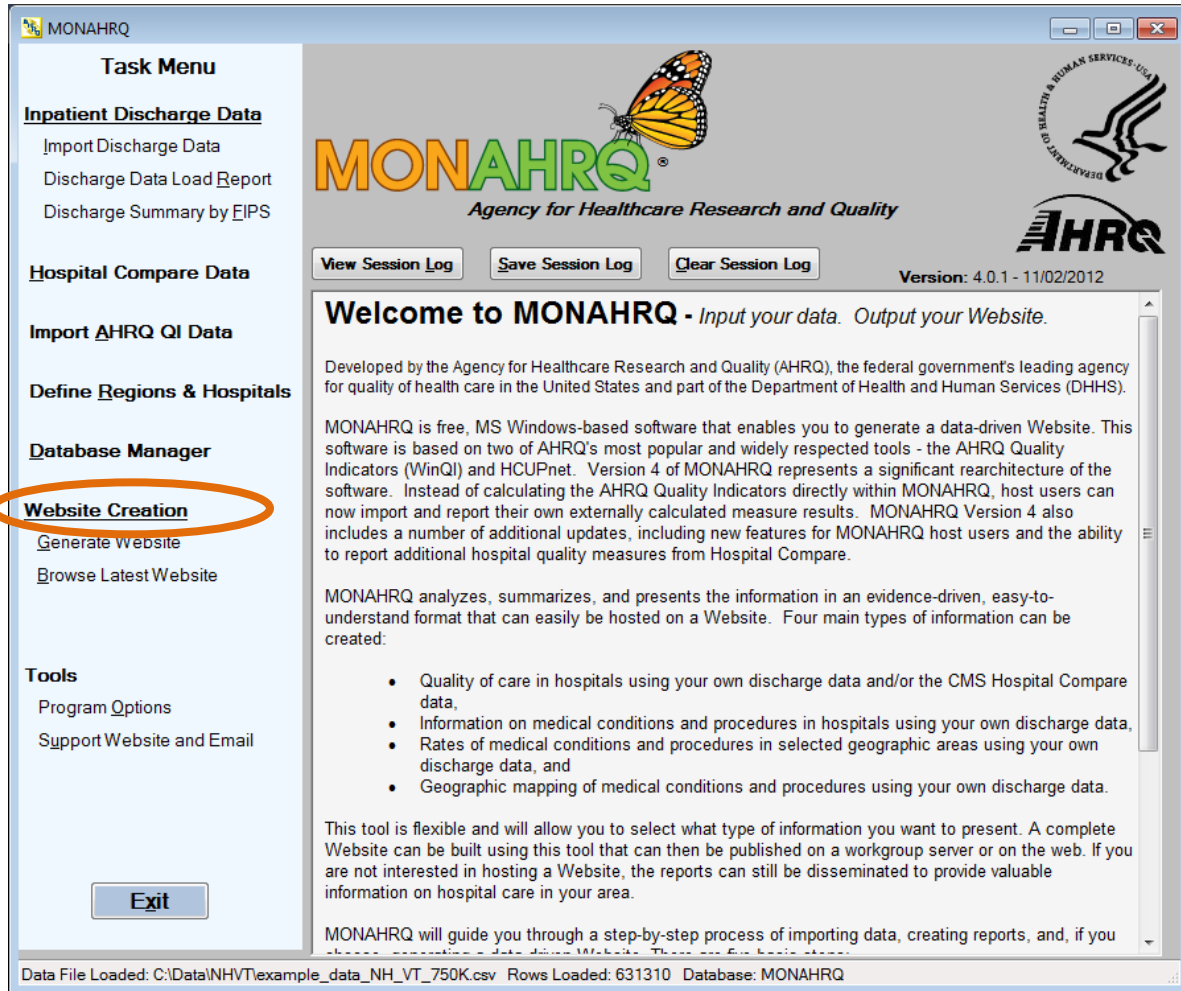 MONAHRQ
Task Menu
Inpatient Discharge Data
Import Discharge Data
Discharge Data Load Report
Discharge Summary by FIPS
Hospital Compare Data
Import AHRQ QI Data
Define Regions & Hospitals
Database Manager
Website Creation
Generate Website
Browse Latest Website
Tools
Program Options
Support Website and Email
Exit
MONAHRQ®
Agency for Healthcare Research and Quality
DEPARTMENT OF HEALTH & HUMAN SERVICES·USA
AHRQ
View Session Log
Save Session Log
Clear Session Log
Version: 4.0.1 - 11/02/2012
Welcome to MONAHRQ - Input your data. Output your Website.
Developed by the Agency for Healthcare Research and Quality (AHRQ), the federal government's leading agency
for quality of health care in the United States and part of the Department of Health and Human Services (DHHS).
MONAHRQ is free, MS Windows-based software that enables you to generate a data-driven Website. This
software is based on two of AHRQ's most popular and widely respected tools - the AHRQ Quality
Indicators (WinQI) and HCUPnet. Version 4 of MONAHRQ represents a significant rearchitecture of the
software. Instead of calculating the AHRQ Quality Indicators directly within MONAHRQ, host users can
now import and report their own externally calculated measure results. MONAHRQ Version 4 also
includes a number of additional updates, including new features for MONAHRQ host users and the ability
to report additional hospital quality measures from Hospital Compare.
MONAHRQ analyzes, summarizes, and presents the information in an evidence-driven, easy-to-
understand format that can easily be hosted on a Website. Four main types of information can be
created:
• Quality of care in hospitals using your own discharge data and/or the CMS Hospital Compare
data,
• Information on medical conditions and procedures in hospitals using your own discharge data,
• Rates of medical conditions and procedures in selected geographic areas using your own
discharge data, and
• Geographic mapping of medical conditions and procedures using your own discharge data.
This tool is flexible and will allow you to select what type of information you want to present. A complete
Website can be built using this tool that can then be published on a workgroup server or on the web. If you
are not interested in hosting a Website, the reports can still be disseminated to provide valuable
information on hospital care in your area.
MONAHRQ will guide you through a step-by-step process of importing data, creating reports, and, if you
Data File Loaded: C:\Data\NHVT\example_data_NH_VT_750K.csv Rows Loaded: 631310 Database: MONAHRQ